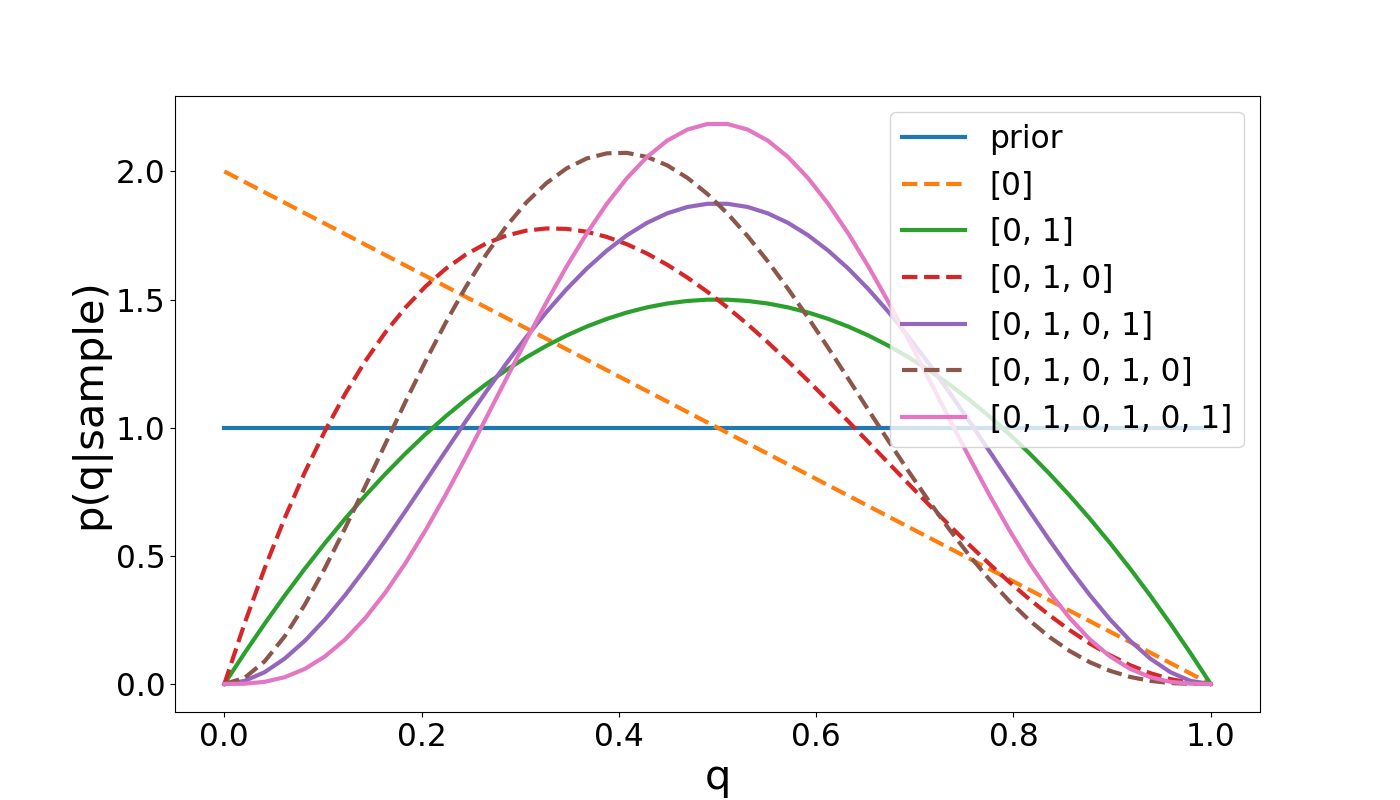 prior
[0]
[0, 1]
[0, 1, 0]
[0, 1, 0, 1]
[0, 1, 0, 1, 0]
[0, 1, 0, 1, 0, 1]
p(q|sample)
2.0
1.5
1.0
0.5
0.0
0.0 0.2 0.4 0.6 0.8 1.0
q